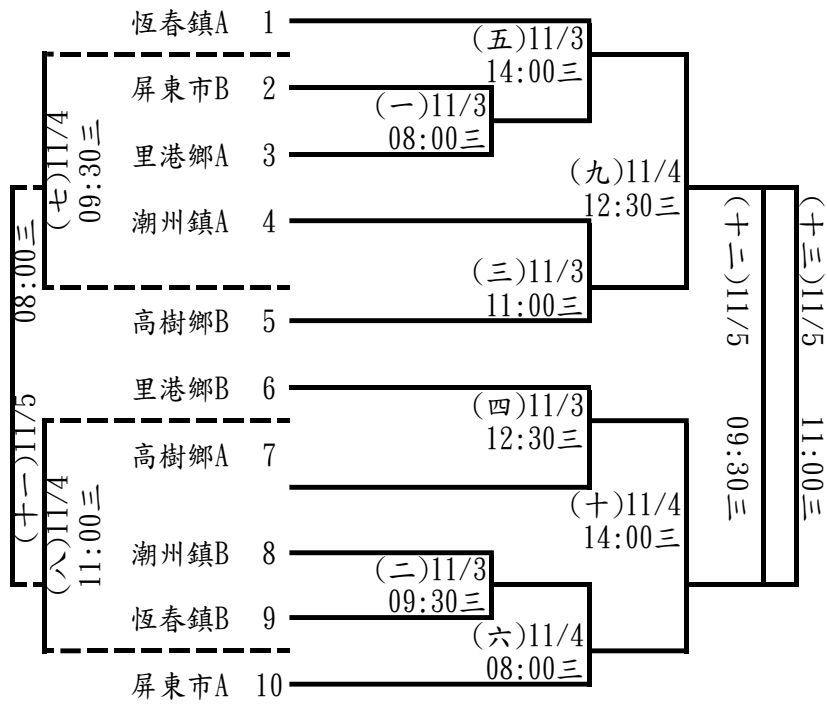 恆春鎮A 1
(五)11/3
14:00三
屏東市B 2
(一)11/3
08:00三
里港鄉A 3
(七)11/4
09:30三
(九)11/4
12:30三
潮州鎮A 4
(三)11/3
11:00三
高樹鄉B 5
(十一)11/5
08:00三
(十二)11/5
09:30三
(十三)11/5
11:00三
里港鄉B 6
(四)11/3
12:30三
高樹鄉A 7
(八)11/4
11:00三
(十)11/4
14:00三
潮州鎮B 8
(二)11/3
09:30三
恆春鎮B 9
(六)11/4
08:00三
屏東市A 10